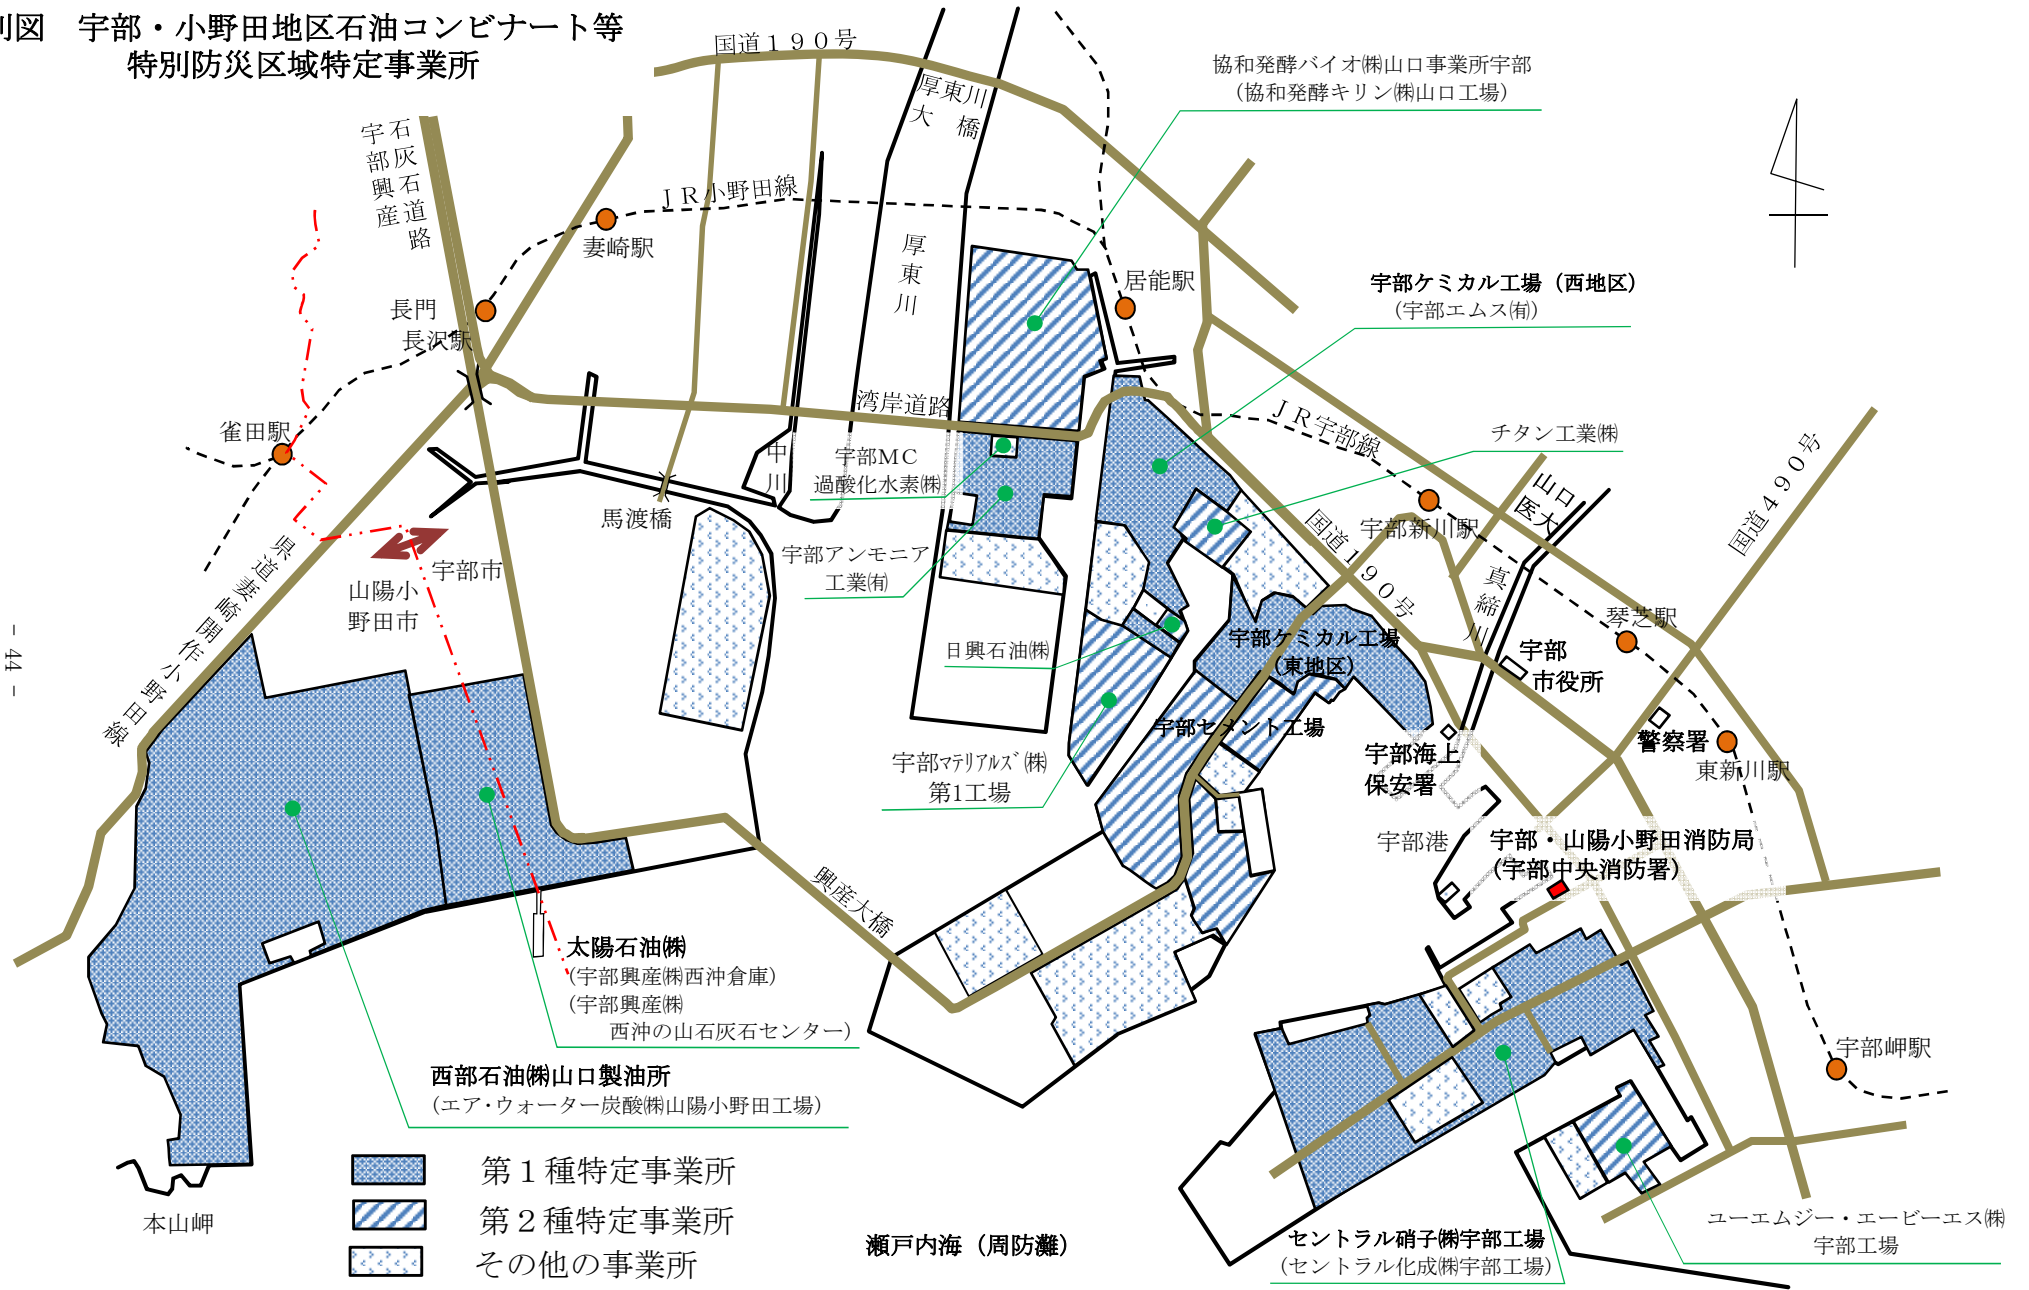 別図　宇部・小野田地区石油コンビナート等
特別防災区域特定事業所
国道１９０号
厚東川
大　橋
協和発酵バイオ㈱山口事業所宇部
（協和発酵キリン㈱山口工場）
石灰石道路
宇部興産
ＪＲ小野田線
妻崎駅
長門
長沢駅
雀田駅
厚東川
居能駅
宇部ケミカル工場（西地区）
（宇部エムス㈲）
湾岸道路
中川
宇部ＭＣ
過酸化水素㈱
馬渡橋
宇部アンモニア
工業㈲
ＪＲ宇部線
チタン工業㈱
国道１９０号
宇部新川駅
山口
医大
国道４９０号
真締川
琴芝駅
県道妻崎開作小野田線
宇部市
山陽小
野田市
日興石油㈱
宇部ケミカル工場
（東地区）
宇部
市役所
宇部セメント工場
警察署
東新川駅
宇部海上
保安署
宇部ﾏﾃﾘｱﾙｽﾞ㈱
第1工場
宇部港
宇部・山陽小野田消防局
（宇部中央消防署）
興産大橋
太陽石油㈱
（宇部興産㈱西沖倉庫）
（宇部興産㈱
西沖の山石灰石センター）
西部石油㈱山口製油所
（エア・ウォーター炭酸㈱山陽小野田工場）
宇部岬駅
本山岬
第１種特定事業所
第２種特定事業所
その他の事業所
瀬戸内海（周防灘）
セントラル硝子㈱宇部工場
（セントラル化成㈱宇部工場）
ユーエムジー・エービーエス㈱
宇部工場
- 44 -